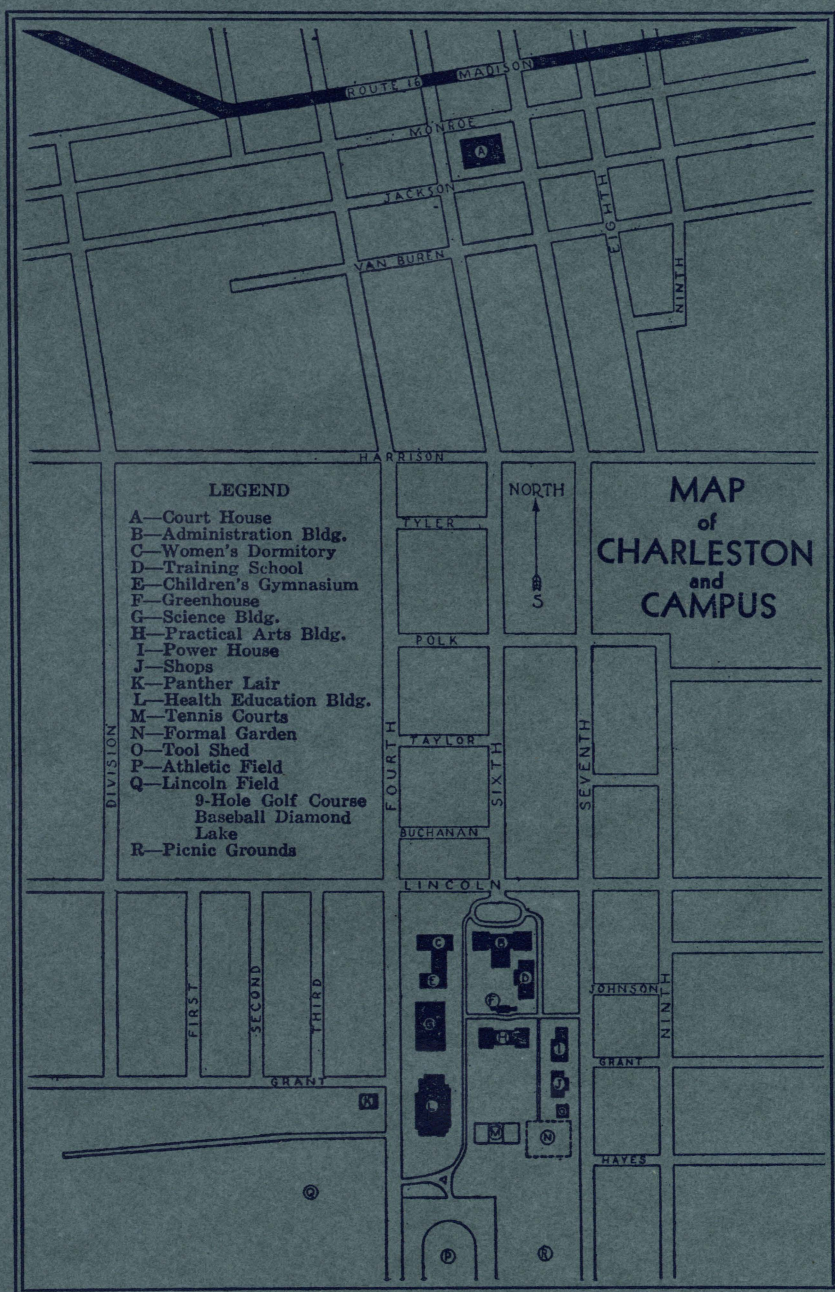 ROUTE 16
MADISON
MONROE
A
JACKSON
EIGHTH
VAN BUREN
NINTH
HARRISON
LEGEND
A—Court House
B—Administration Bldg.
C—Women's Dormitory
D—Training School
E—Children's Gymnasium
F—Greenhouse
G—Science Bldg.
H—Practical Arts Bldg.
I—Power House
J—Shops
K—Panther Lair
L—Health Education Bldg.
M—Tennis Courts
N—Formal Garden
O—Tool Shed
P—Athletic Field
Q—Lincoln Field
9-Hole Golf Course
Baseball Diamond
Lake
R—Picnic Grounds
NORTH
S
MAP
of
CHARLESTON
and
CAMPUS
TYLER
POLK
TAYLOR
BUCHANAN
DIVISION
FOURTH
SIXTH
SEVENTH
LINCOLN
C
B
E
D
F
G
H
I
J
O
FIRST
SECOND
THIRD
JOHNSON
NINTH
GRANT
GRANT
K
L
M
N
HAYES
Q
P
R